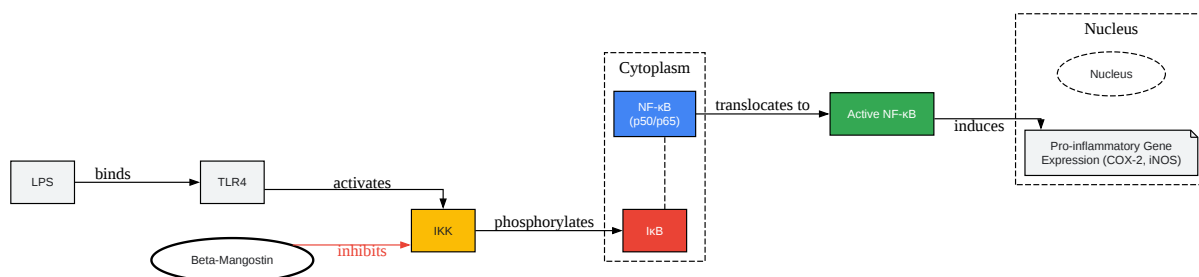 Nucleus
Nucleus
Cytoplasm
NF-κB
(p50/p65)
translocates to
Active NF-κB
induces
Pro-inflammatory Gene
Expression (COX-2, iNOS)
LPS
binds
TLR4
activates
IKK
phosphorylates
IκB
Beta-Mangostin
inhibits